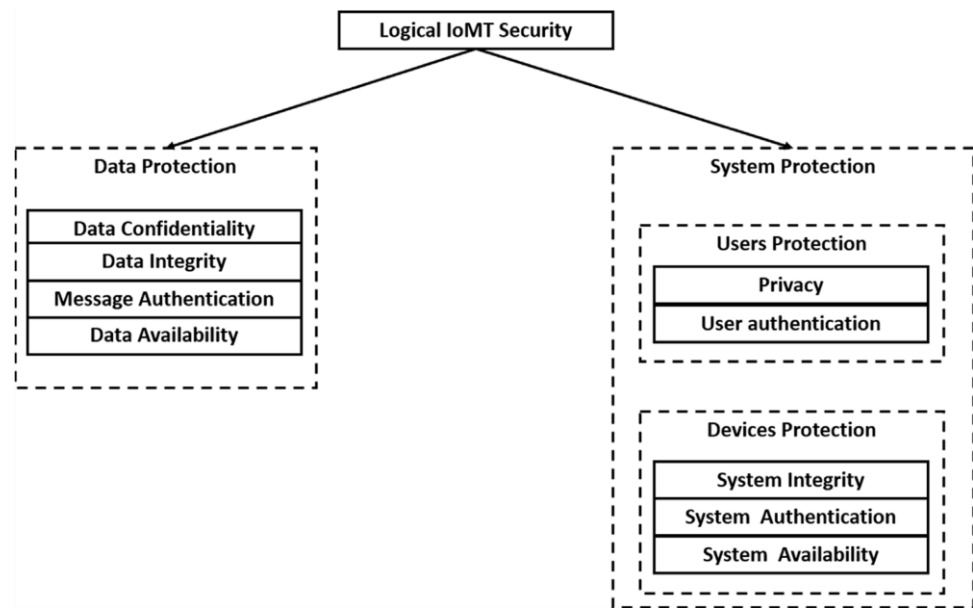 Logical IoMT Security
Data Protection
Data Confidentiality
Data Integrity
Message Authentication
Data Availability
System Protection
Users Protection
Privacy
User authentication
Devices Protection
System Integrity
System  Authentication
System  Availability